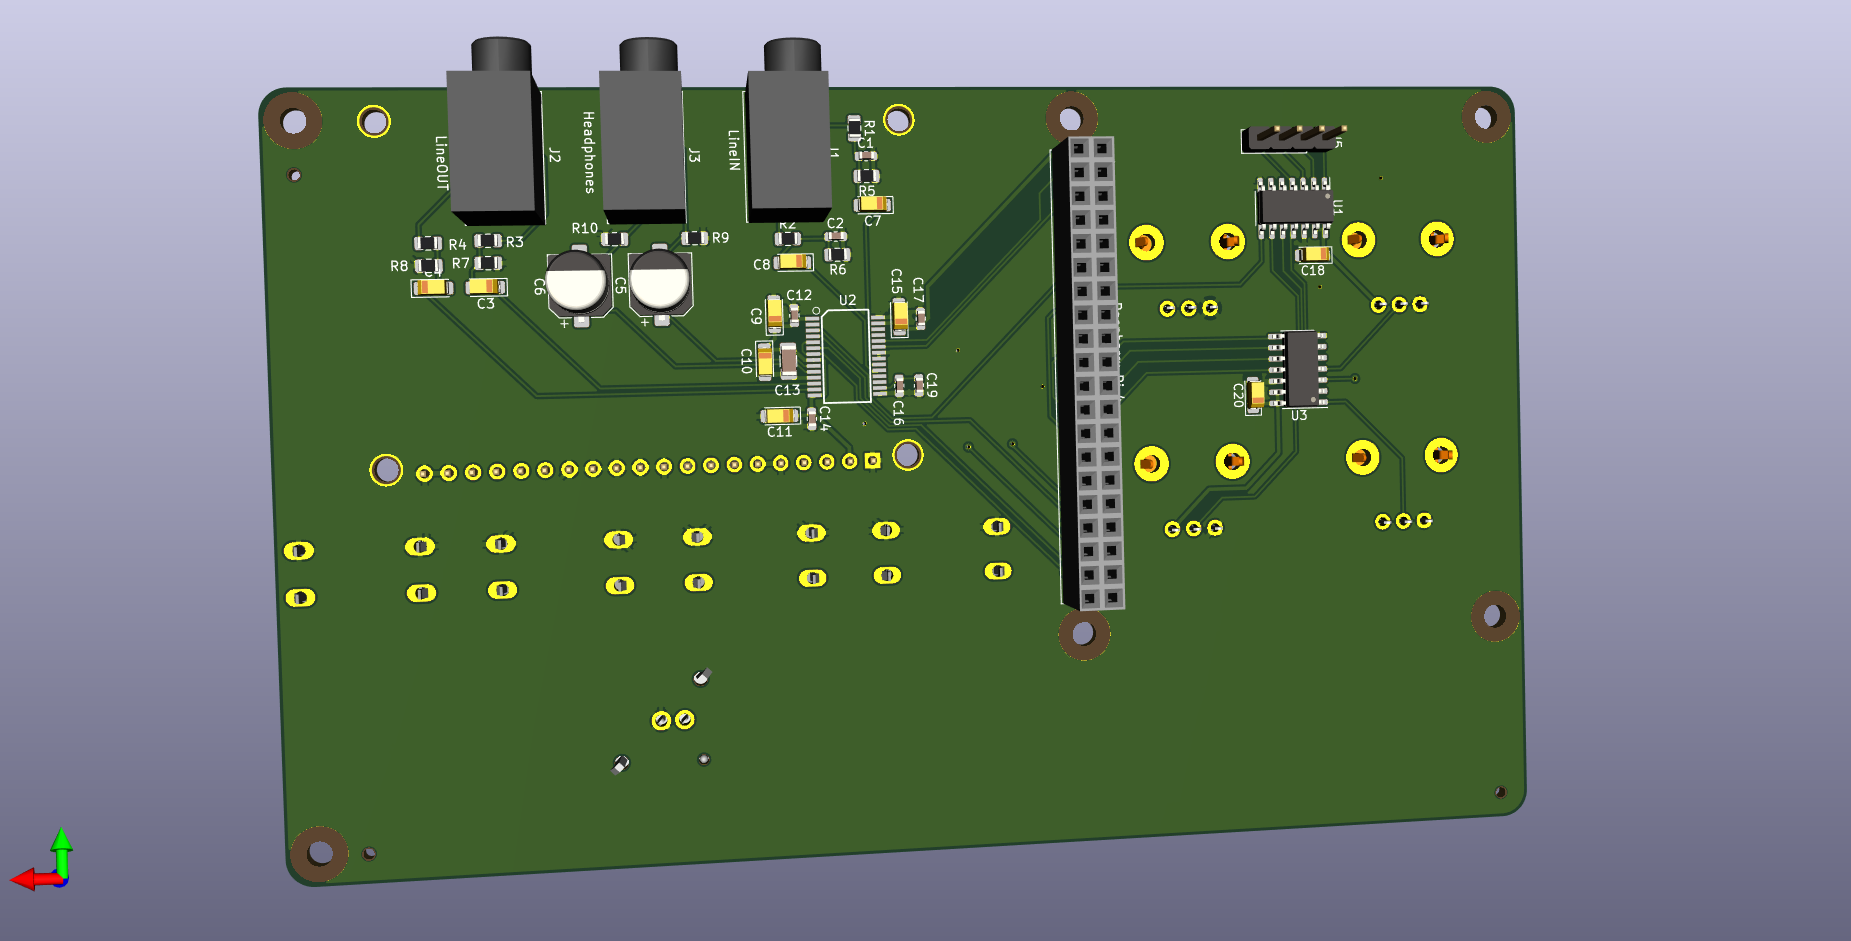 LineOUT
J2
Headphones
J3
LineIN
R1
C1
R5
C7
R4
R3
R8
R7
C3
R10
R9
C6
C5
+
+
R2
C2
C8
R6
C9
C12
U2
C15
C17
C10
C13
C11
C14
C16
C19
U1
C18
C20
U3